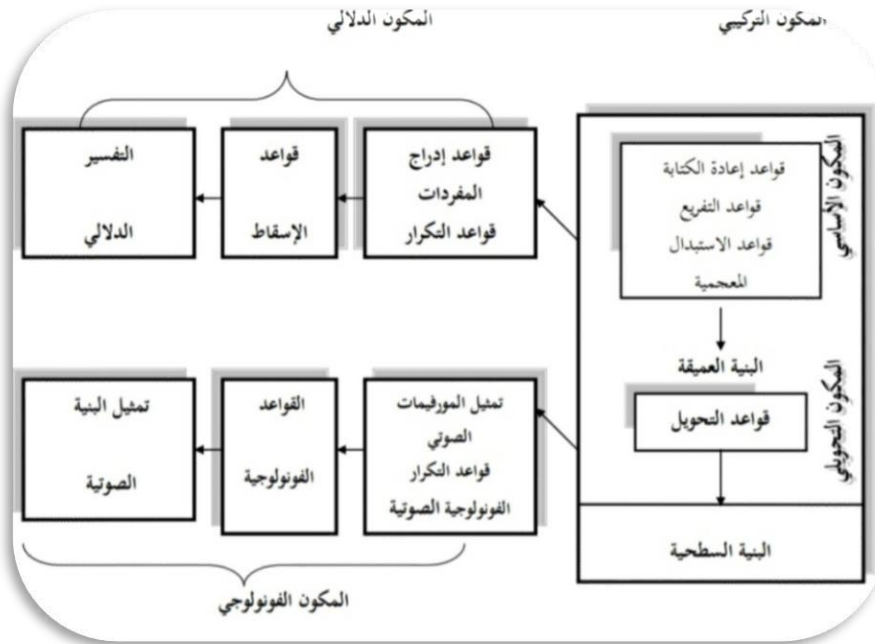 المكون التركيبي
المكون الدلالي
المكون الأساسي
قواعد إعادة الكتابة
قواعد التفريع
قواعد الاستبدال
المعجمية
البنية العميقة
المكون التحويلي
قواعد التحويل
البنية السطحية
قواعد إدراج
المفردات
قواعد التكرار
قواعد
الإسقاط
التفسير
الدلالي
تمثيل المورفيمات
الصوتي
قواعد التكرار
الفونولوجية الصوتية
القواعد
الفونولوجية
تمثيل البنية
الصوتية
المكون الفونولوجي